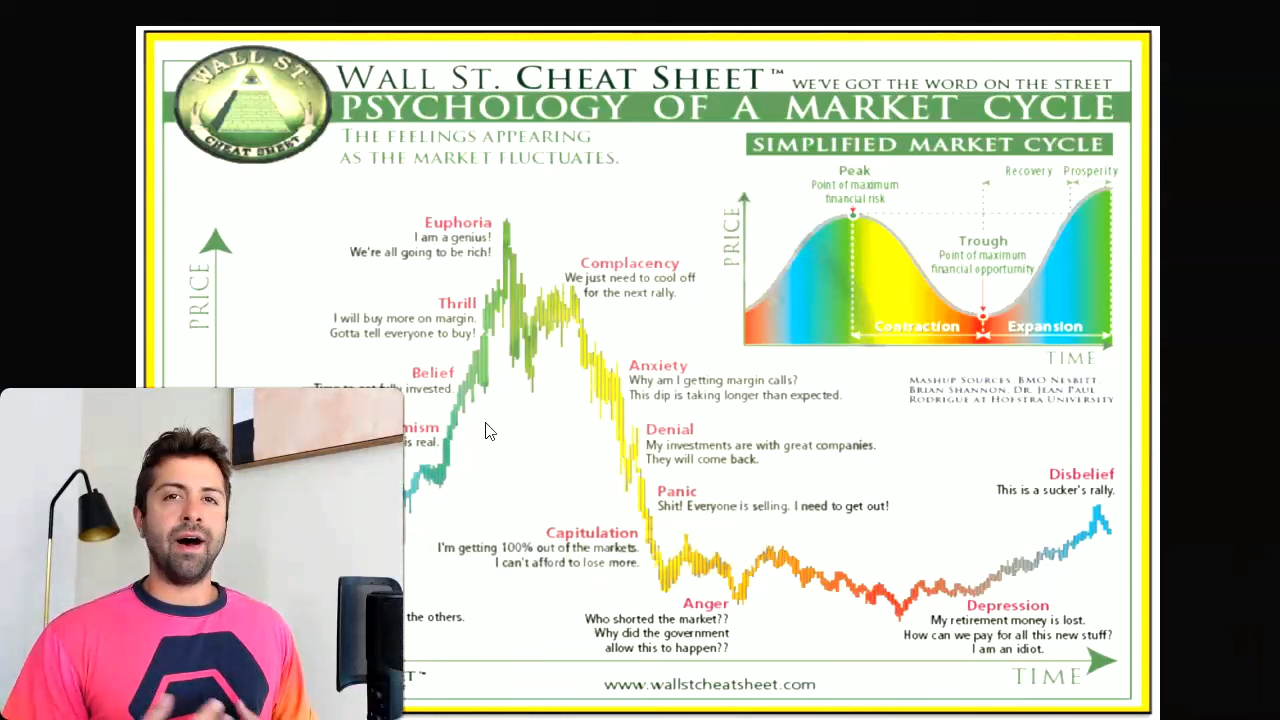 WALL ST.
CHEAT SHEET
WALL ST. CHEAT SHEET™ WE'VE GOT THE WORD ON THE STREET
PSYCHOLOGY OF A MARKET CYCLE
THE FEELINGS APPEARING
AS THE MARKET FLUCTUATES.
SIMPLIFIED MARKET CYCLE
Peak
Point of maximum
financial risk
Recovery Prosperity
PRICE
Trough
Point of maximum
financial opportunity
Contraction Expansion
TIME
MASHUP SOURCES: BMO NESBITT,
BRIAN SHANNON, DR. JEAN PAUL
RODRIGUE AT HOFSTRA UNIVERSITY
PRICE
Euphoria
I am a genius!
We're all going to be rich!
Complacency
We just need to cool off
for the next rally.
Thrill
I will buy more on margin.
Gotta tell everyone to buy!
Belief
invested.
Anxiety
Why am I getting margin calls?
This dip is taking longer than expected.
mism
is real.
Denial
My investments are with great companies.
They will come back.
Panic
Shit! Everyone is selling. I need to get out!
Disbelief
This is a sucker's rally.
Capitulation
I'm getting 100% out of the markets.
I can't afford to lose more.
Anger
Who shorted the market??
Why did the government
allow this to happen??
the others.
Depression
My retirement money is lost.
How can we pay for all this new stuff?
I am an idiot.
www.wallstcheatsheet.com
TIME